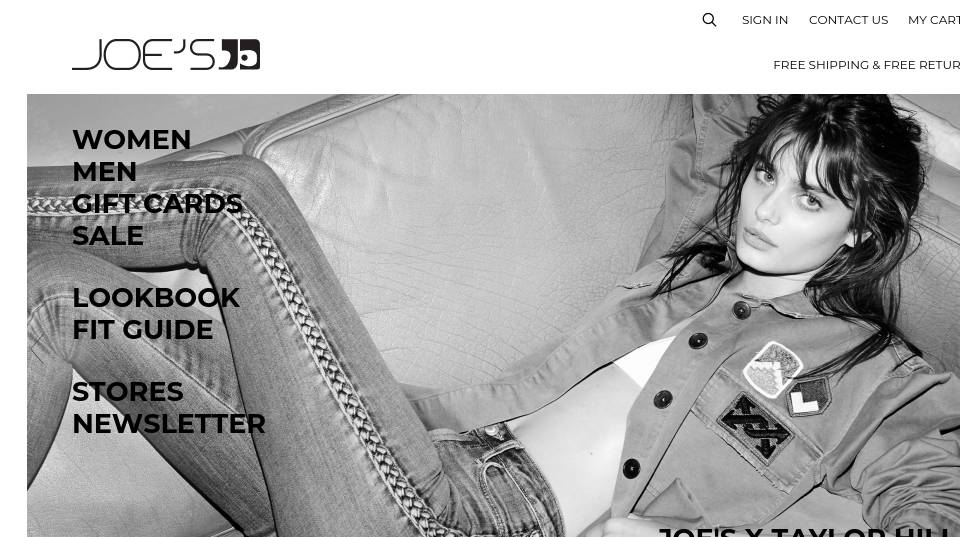 SIGN IN CONTACT US MY CART
JOE'S
FREE SHIPPING & FREE RETUR
WOMEN
MEN
GIFT CARDS
SALE
LOOKBOOK
FIT GUIDE
STORES
NEWSLETTER
JOE'S X TAYLOR HILL